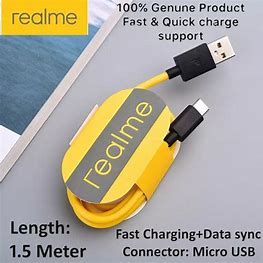 realme
100% Genune Product
Fast & Quick charge
support
realme
Length:
1.5 Meter
Fast Charging+Data sync
Connector: Micro USB